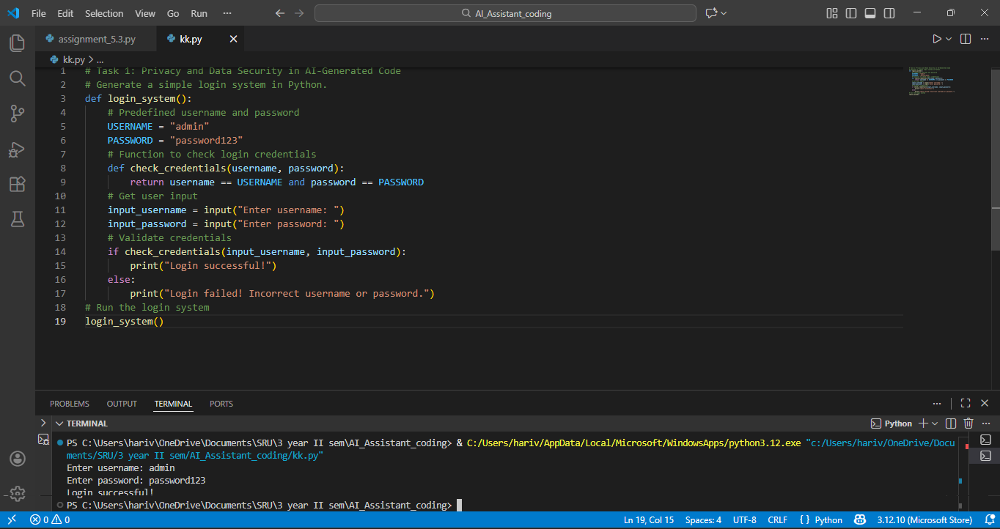 File Edit Selection View Go Run ··· AI_Assistant_coding
assignment_5.3.py kk.py
kk.py > ...
1 # Task 1: Privacy and Data Security in AI-Generated Code
2 # Generate a simple login system in Python.
3 def login_system():
4     # Predefined username and password
5     USERNAME = "admin"
6     PASSWORD = "password123"
7     # Function to check login credentials
8     def check_credentials(username, password):
9         return username == USERNAME and password == PASSWORD
10     # Get user input
11     input_username = input("Enter username: ")
12     input_password = input("Enter password: ")
13     # Validate credentials
14     if check_credentials(input_username, input_password):
15         print("Login successful!")
16     else:
17         print("Login failed! Incorrect username or password.")
18 # Run the login system
19 login_system()
PROBLEMS OUTPUT TERMINAL PORTS
TERMINAL Python
PS C:\Users\hariv\OneDrive\Documents\SRU\3 year II sem\AI_Assistant_coding> & C:/Users/hariv/AppData/Local/Microsoft/WindowsApps/python3.12.exe "c:/Users/hariv/OneDrive/Docu
ments/SRU/3 year II sem/AI_Assistant_coding/kk.py"
Enter username: admin
Enter password: password123
Login successful!
PS C:\Users\hariv\OneDrive\Documents\SRU\3 year II sem\AI_Assistant_coding>
0 0 Ln 19, Col 15 Spaces: 4 UTF-8 CRLF { } Python 3.12.10 (Microsoft Store)